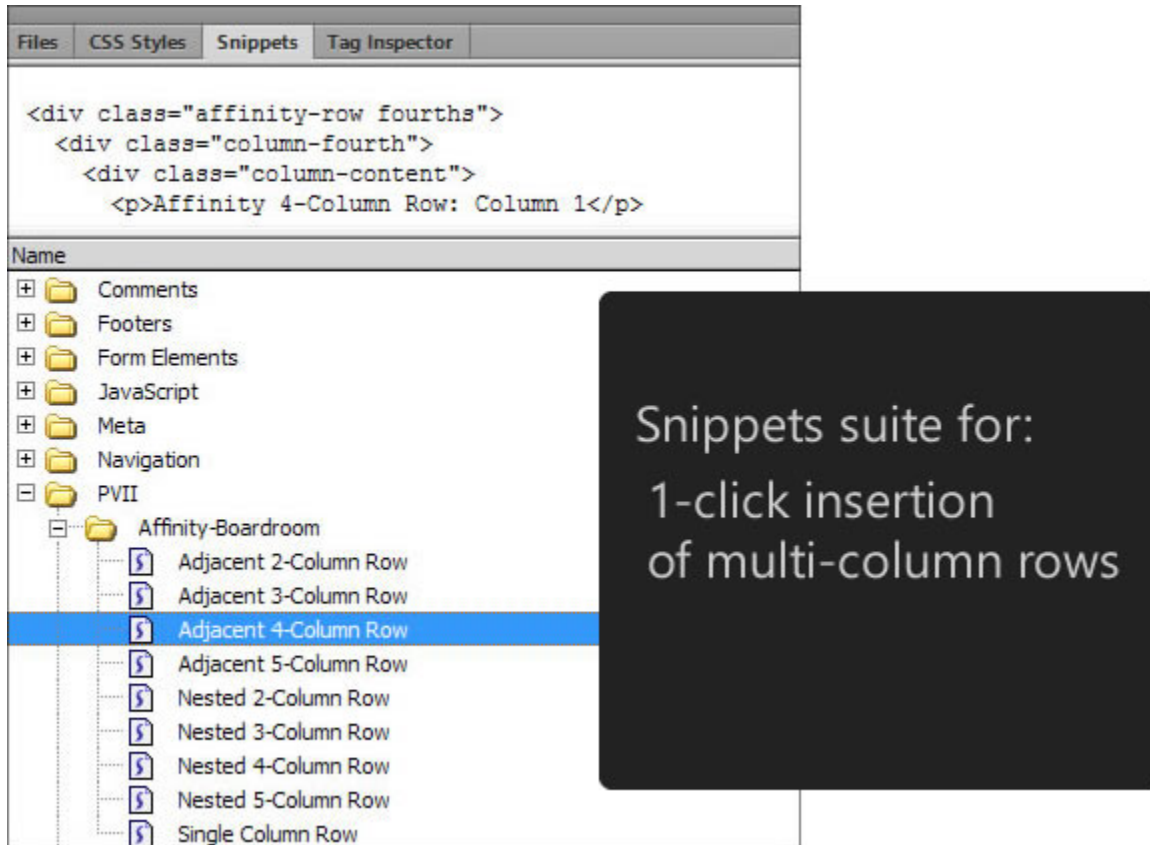 Files CSS Styles Snippets Tag Inspector
<div class="affinity-row fourths">
<div class="column-fourth">
<div class="column-content">
<p>Affinity 4-Column Row: Column 1</p>
Name
Comments
Footers
Form Elements
JavaScript
Meta
Navigation
PVII
Affinity-Boardroom
Adjacent 2-Column Row
Adjacent 3-Column Row
Adjacent 4-Column Row
Adjacent 5-Column Row
Nested 2-Column Row
Nested 3-Column Row
Nested 4-Column Row
Nested 5-Column Row
Single Column Row
Snippets suite for:
1-click insertion
of multi-column rows